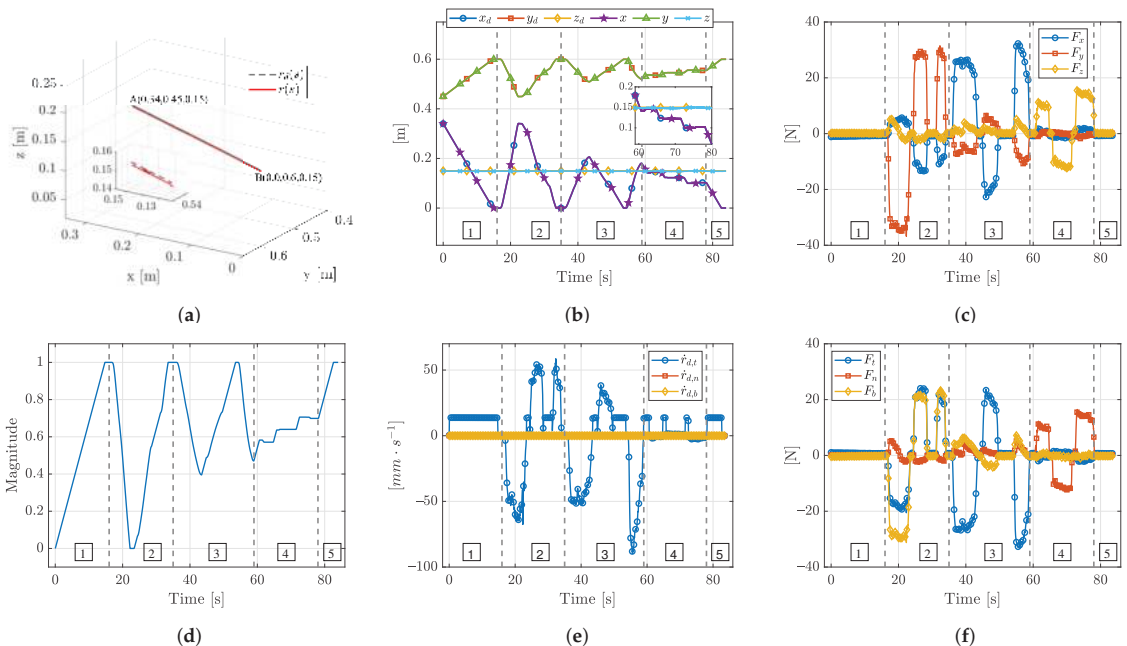 0.25
0.2
0.15
0.1
0.05
z [m]
A(0.34,0.45,0.15)
B(0.0,0.6,0.15)
0.16
0.15
0.14
0.15
0.13
0.54
0.3
0.2
0.1
0
x [m]
0.6
0.5
0.4
y [m]
r(s)
(a)
x_d y_d z_d x y z
0.6
0.4
0.2
0
[m]
0.15
0.1
60 70 80
1 2 3 4 5
0 20 40 60 80
Time [s]
(b)
F_x
F_y
F_z
40
20
0
−20
−40
[N]
1 2 3 4 5
0 20 40 60 80
Time [s]
(c)
1
0.8
0.6
0.4
0.2
0
Magnitude
1 2 3 4 5
0 20 40 60 80
Time [s]
(d)
ṙ_{d,t}
ṙ_{d,n}
ṙ_{d,b}
50
0
−50
−100
[mm · s⁻¹]
1 2 3 4 5
0 20 40 60 80
Time [s]
(e)
F_t
F_n
F_b
40
20
0
−20
−40
[N]
1 2 3 4 5
0 20 40 60 80
Time [s]
(f)